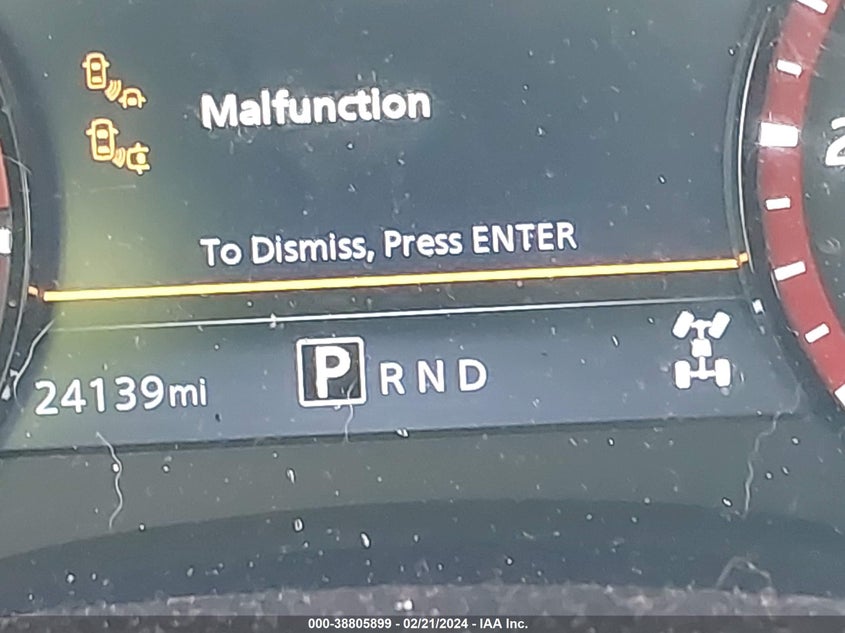 Malfunction
To Dismiss, Press ENTER
24139mi
P R N D
000-38805899 - 02/21/2024 - IAA Inc.